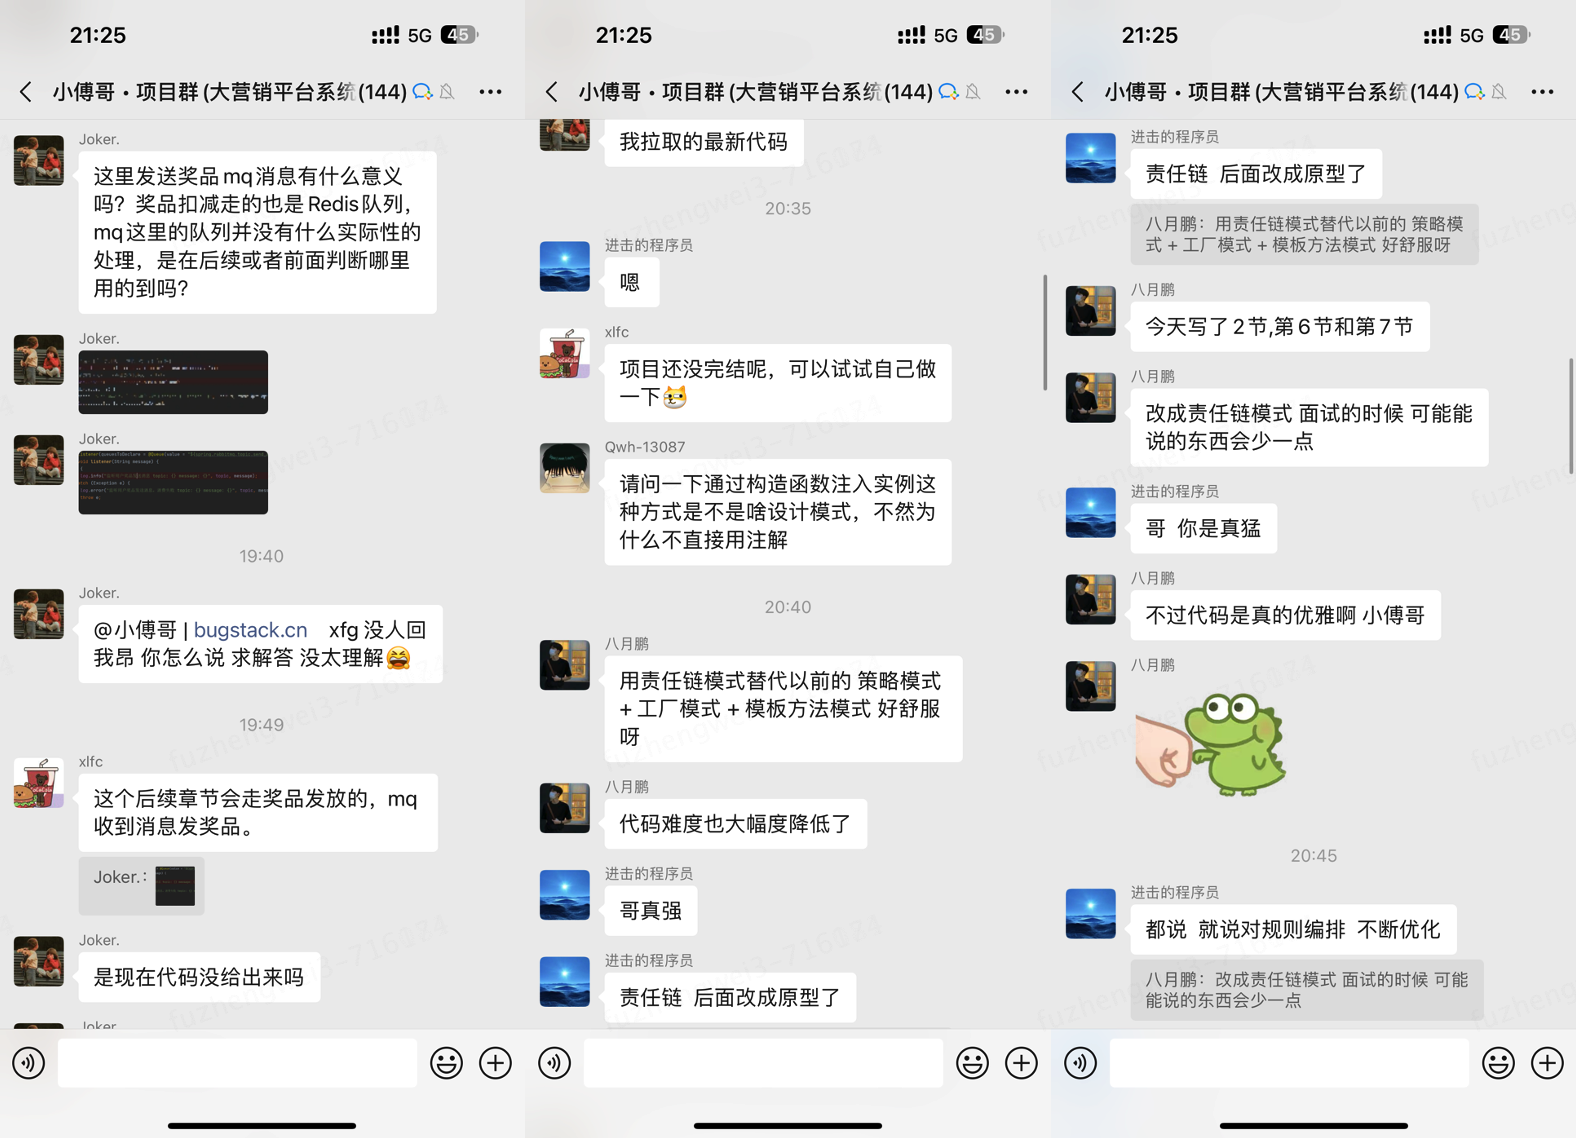 21:25
5G 45
小傅哥 • 项目群 (大营销平台系统(144)
Joker.
这里发送奖品mq消息有什么意义
吗？奖品扣减走的也是Redis队列，
mq这里的队列并没有什么实际性的
处理，是在后续或者前面判断哪里
用的到吗？
Joker.
Joker.
19:40
Joker.
@小傅哥 | bugstack.cn xfg 没人回
我昂 你怎么说 求解答 没太理解
19:49
xlfc
这个后续章节会走奖品发放的，mq
收到消息发奖品。
Joker.：
Joker.
是现在代码没给出来吗
Joker.
21:25
5G 45
小傅哥 • 项目群 (大营销平台系统(144)
我拉取的最新代码
20:35
进击的程序员
嗯
xlfc
项目还没完结呢，可以试试自己做
一下
Qwh-13087
请问一下通过构造函数注入实例这
种方式是不是啥设计模式，不然为
什么不直接用注解
20:40
八月鹏
用责任链模式替代以前的 策略模式
+ 工厂模式 + 模板方法模式 好舒服
呀
八月鹏
代码难度也大幅度降低了
进击的程序员
哥真强
进击的程序员
责任链 后面改成原型了
21:25
5G 45
小傅哥 • 项目群 (大营销平台系统(144)
进击的程序员
责任链 后面改成原型了
八月鹏：用责任链模式替代以前的 策略模
式 + 工厂模式 + 模板方法模式 好舒服呀
八月鹏
今天写了2节,第6节和第7节
八月鹏
改成责任链模式 面试的时候 可能能
说的东西会少一点
进击的程序员
哥 你是真猛
八月鹏
不过代码是真的优雅啊 小傅哥
八月鹏
20:45
进击的程序员
都说 就说对规则编排 不断优化
八月鹏：改成责任链模式 面试的时候 可能
能说的东西会少一点